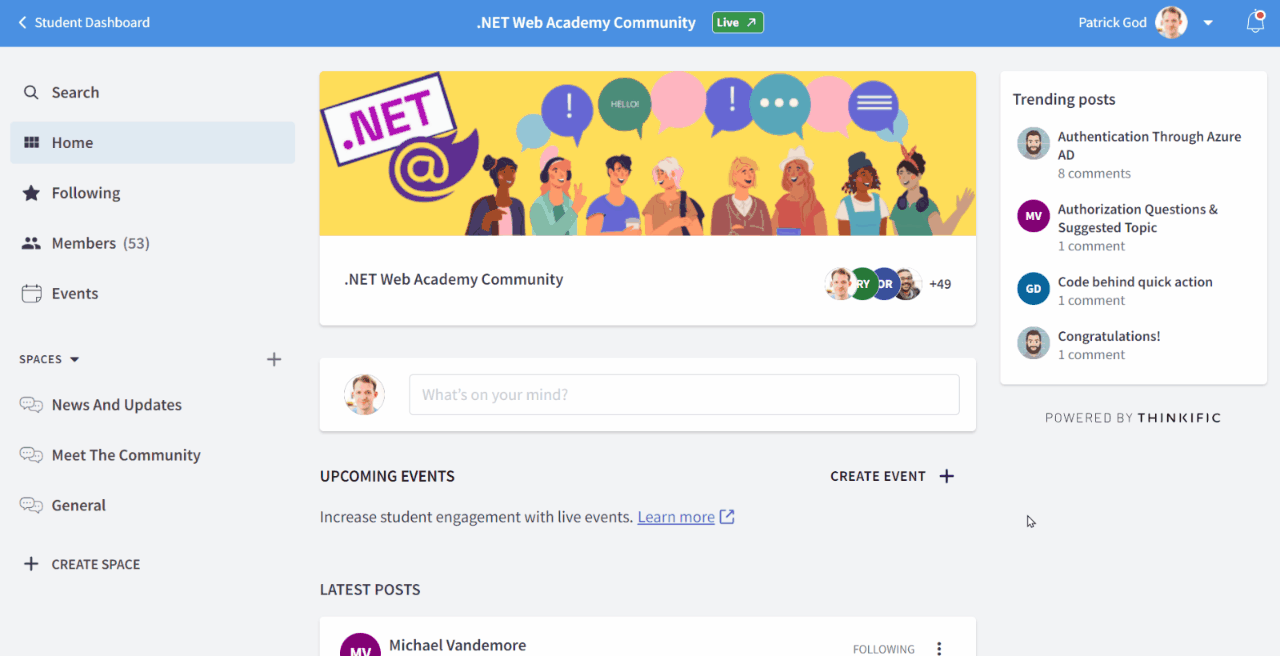 Student Dashboard
.NET Web Academy Community
Live
Patrick God
Search
Home
Following
Members (53)
Events
SPACES
News And Updates
Meet The Community
General
CREATE SPACE
.NET
@
!
HELLO!
!
.NET Web Academy Community
RY
DR
+49
What's on your mind?
UPCOMING EVENTS
CREATE EVENT
Increase student engagement with live events. Learn more
LATEST POSTS
MV
Michael Vandemore
FOLLOWING
Trending posts
Authentication Through Azure
AD
8 comments
MV
Authorization Questions &
Suggested Topic
1 comment
GD
Code behind quick action
1 comment
Congratulations!
1 comment
POWERED BY THINKIFIC